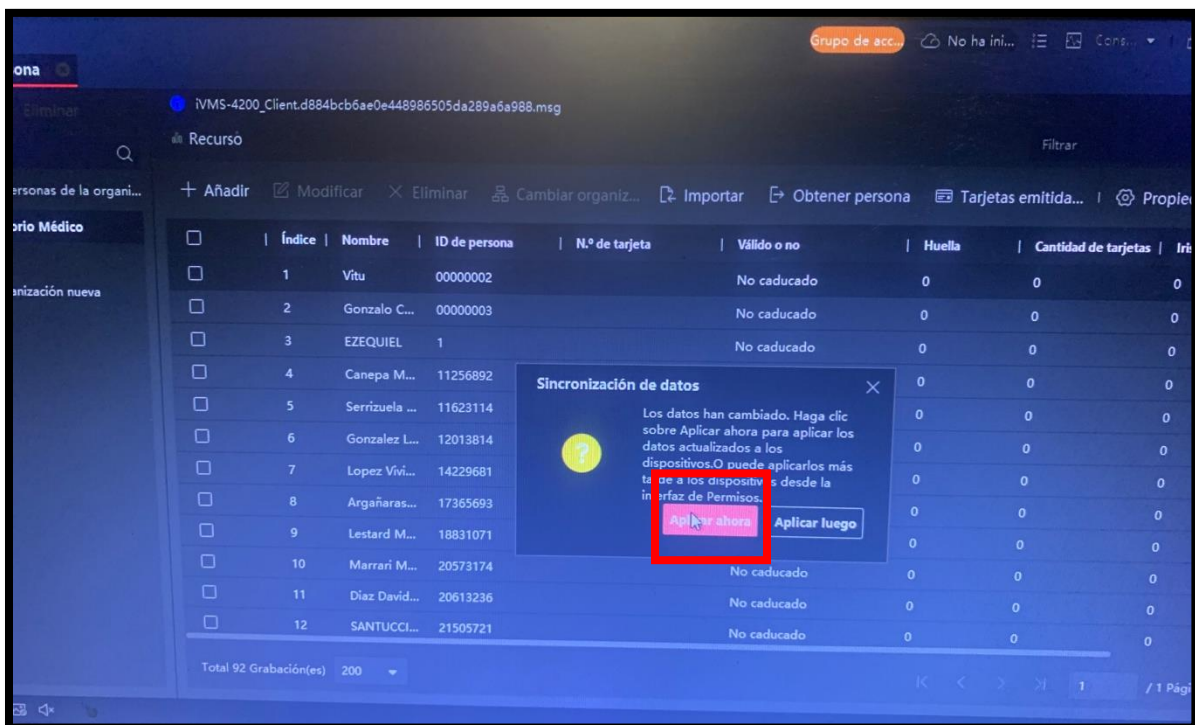 Grupo de acc...
No ha ini...
Cons...
ona
Eliminar
iVMS-4200_Client.d884bcb6ae0e448986505da289a6a988.msg
Recurso
Filtrar
ersonas de la organi...
+ Añadir Modificar Eliminar Cambiar organiz... Importar Obtener persona Tarjetas emitida... Propie
orio Médico
anización nueva
Índice Nombre ID de persona N.º de tarjeta Válido o no Huella Cantidad de tarjetas Iris
1 Vitu 00000002 No caducado 0 0 0
2 Gonzalo C... 00000003 No caducado 0 0 0
3 EZEQUIEL 1 No caducado 0 0 0
4 Canepa M... 11256892 0 0 0
5 Serrizuela ... 11623114 0 0 0
6 Gonzalez L... 12013814 0 0 0
7 Lopez Vivi... 14229681 0 0 0
8 Argañaras... 17365693 0 0 0
9 Lestard M... 18831071 0 0 0
10 Marrari M... 20573174 No caducado 0 0 0
11 Diaz David... 20613236 No caducado 0 0 0
12 SANTUCCI... 21505721 No caducado 0 0 0
Sincronización de datos
Los datos han cambiado. Haga clic
sobre Aplicar ahora para aplicar los
datos actualizados a los
dispositivos.O puede aplicarlos más
tarde a los dispositivos desde la
interfaz de Permisos.
Aplicar ahora Aplicar luego
Total 92 Grabación(es) 200
1 / 1 Pági